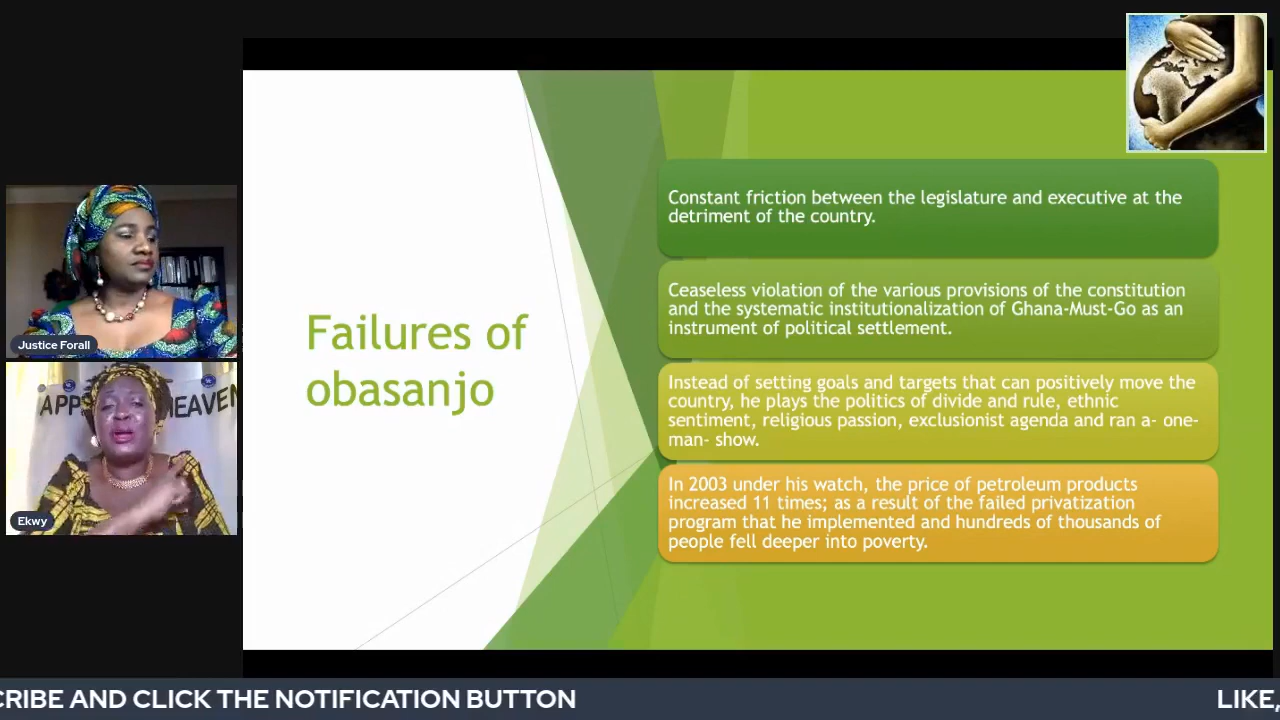 Failures of
obasanjo
Constant friction between the legislature and executive at the
detriment of the country.
Ceaseless violation of the various provisions of the constitution
and the systematic institutionalization of Ghana-Must-Go as an
instrument of political settlement.
Instead of setting goals and targets that can positively move the
country, he plays the politics of divide and rule, ethnic
sentiment, religious passion, exclusionist agenda and ran a- one-
man- show.
In 2003 under his watch, the price of petroleum products
increased 11 times; as a result of the failed privatization
program that he implemented and hundreds of thousands of
people fell deeper into poverty.
Justice Forall
APP HEAVEN
Ekwy
CRIBE AND CLICK THE NOTIFICATION BUTTON
LIKE,